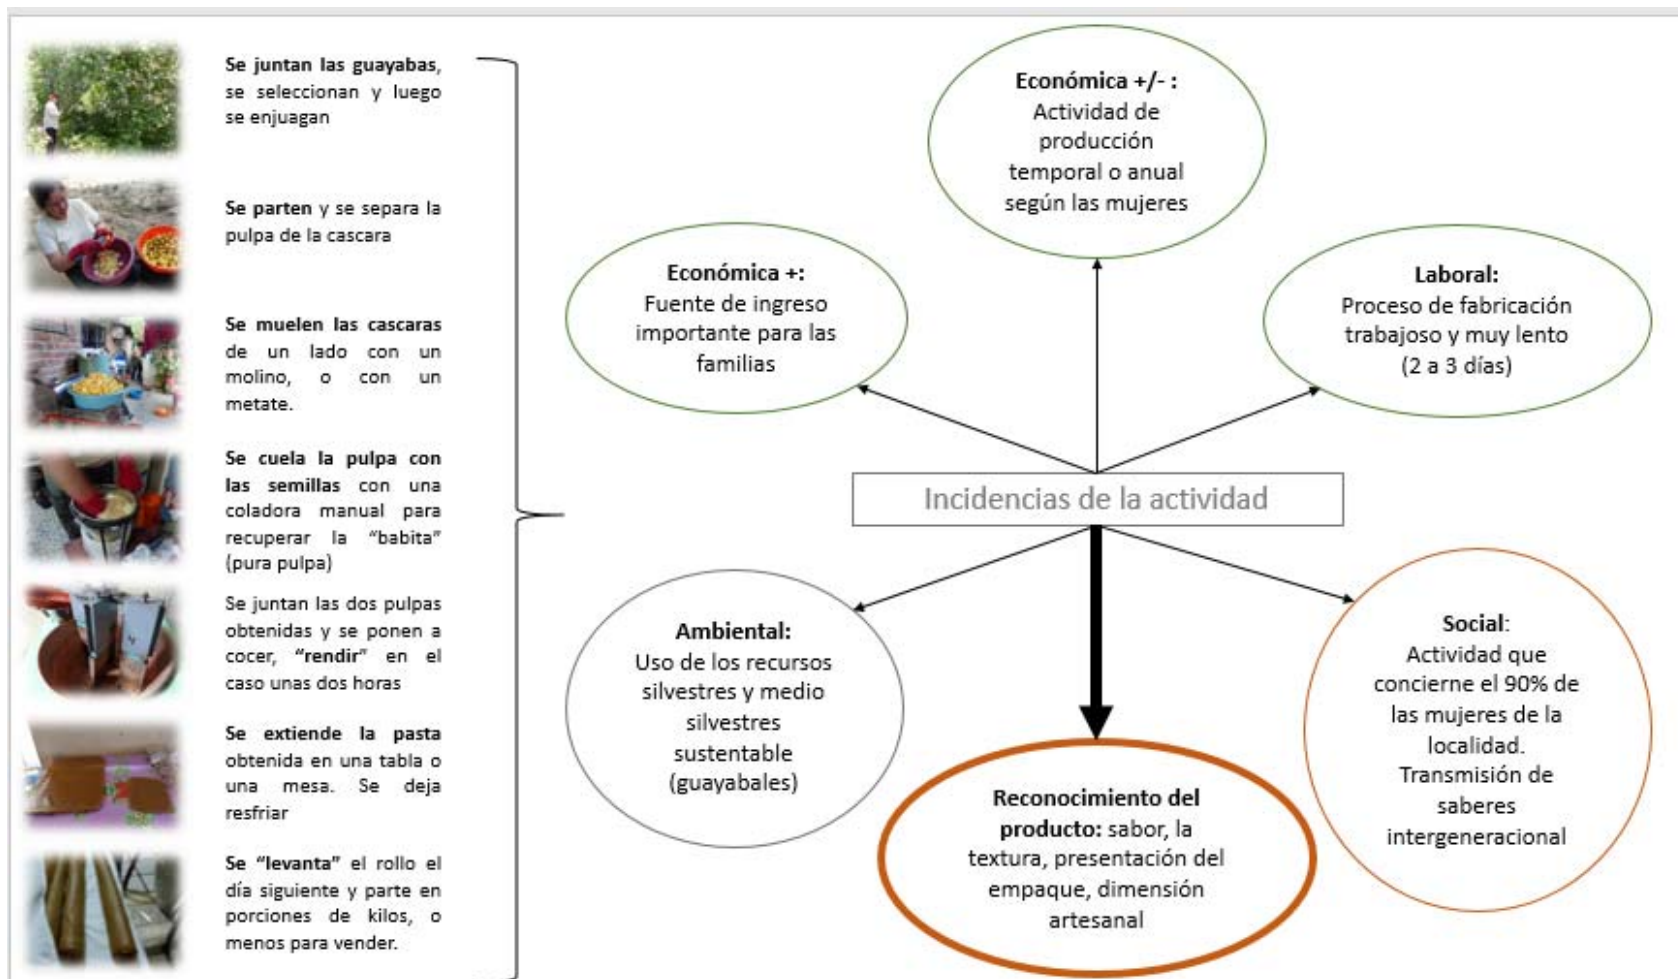 Se juntan las guayabas,
se seleccionan y luego
se enjuagan
Se parten y se separa la
pulpa de la cascara
Se muelen las cascaras
de un lado con un
molino, o con un
metate.
Se cuela la pulpa con
las semillas con una
coladora manual para
recuperar la “babita”
(pura pulpa)
Se juntan las dos pulpas
obtenidas y se ponen a
cocer, “rendir” en el
caso unas dos horas
Se extiende la pasta
obtenida en una tabla o
una mesa. Se deja
resfriar
Se “levanta” el rollo el
día siguiente y parte en
porciones de kilos, o
menos para vender.
Económica +/- :
Actividad de
producción
temporal o anual
según las mujeres
Económica +:
Fuente de ingreso
importante para las
familias
Laboral:
Proceso de fabricación
trabajoso y muy lento
(2 a 3 días)
Incidencias de la actividad
Ambiental:
Uso de los recursos
silvestres y medio
silvestres
sustentable
(guayabales)
Reconocimiento del
producto: sabor, la
textura, presentación del
empaque, dimensión
artesanal
Social:
Actividad que
concierne el 90% de
las mujeres de la
localidad.
Transmisión de
saberes
intergeneracional